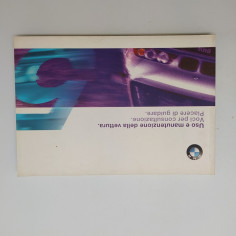 Uso e manutenzione della vettura.
Voci per consultazione.
Piacere di guidare.